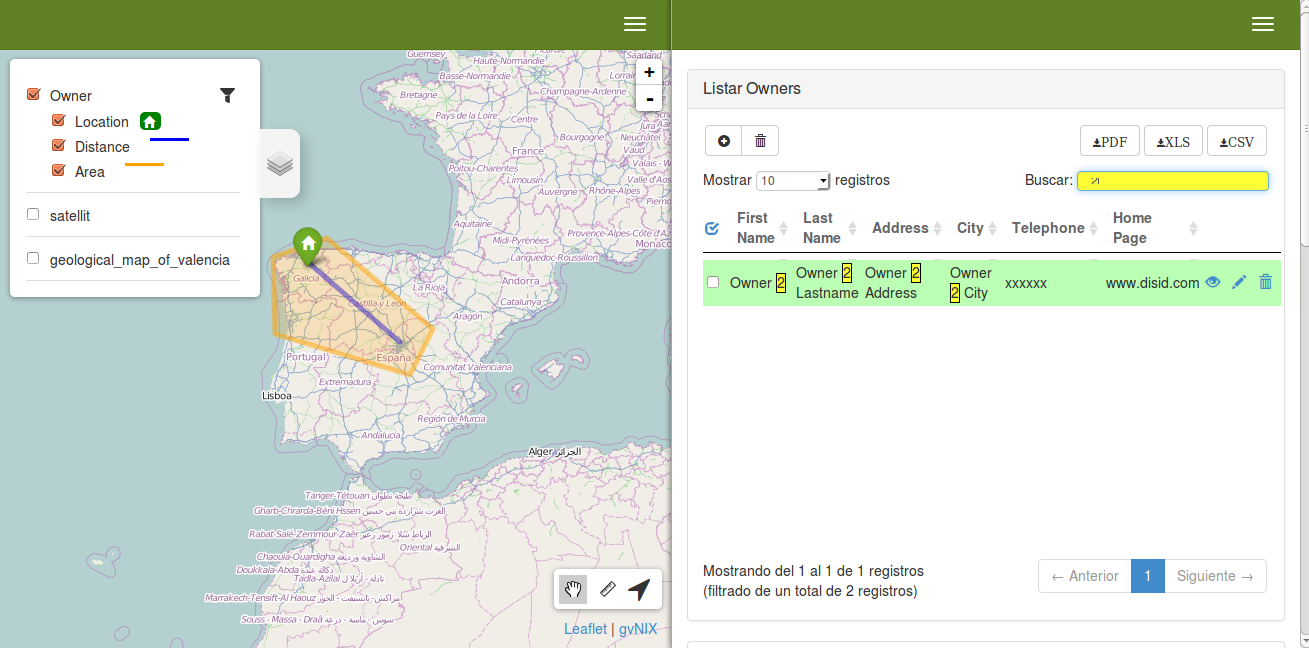 Owner
Location
Distance
Area
satellit
geological_map_of_valencia
+
-
Guernsey
Haute-Normandie
Basse-Normandie
Champagne-Ardenne
Bretagne
Pays de la Loire
Centre
Bourgogne
France
Poitou-Charentes
Limousin
Auvergne
Rhône-Alpes
Aquitaine
Midi-Pyrénées
Provence-Alpes-Côte d'Az
Languedoc-Roussillon
Monaco
Andorra
Catalunya
La Rioja
Aragón
Galicia
Castilla y León
Portugal
España
Comunitat Valenciana
Extremadura
Lisboa
Región de Murcia
Andalucía
Alger الجزائر
Tanger-Tétouan طنجة تطوان
Gharb-Chrarda-Béni Hssen الغرب شراردة بني حسين
Rabat-Salé-Zemmour-Zaër الرباط سلا زمور زعير
Oriental الشرقية
Chaouia-Ouardigha الشاوية ورديغة
Doukkala-Abda دكالة عبدة
Tadla-Azilal تادلة - أزيلال
Marrakech-Tensift-Al Haouz مراكش- تانسيفت - الحوز
Souss - Massa - Draâ سوس - ماسة - درعة
Leaflet | gvNIX
Listar Owners
PDF XLS CSV
Mostrar 10 registros Buscar: 2
First Name Last Name Address City Telephone Home Page
Owner 2 Owner 2 Lastname Owner 2 Address Owner 2 City xxxxxx www.disid.com
Mostrando del 1 al 1 de 1 registros
(filtrado de un total de 2 registros)
← Anterior 1 Siguiente →